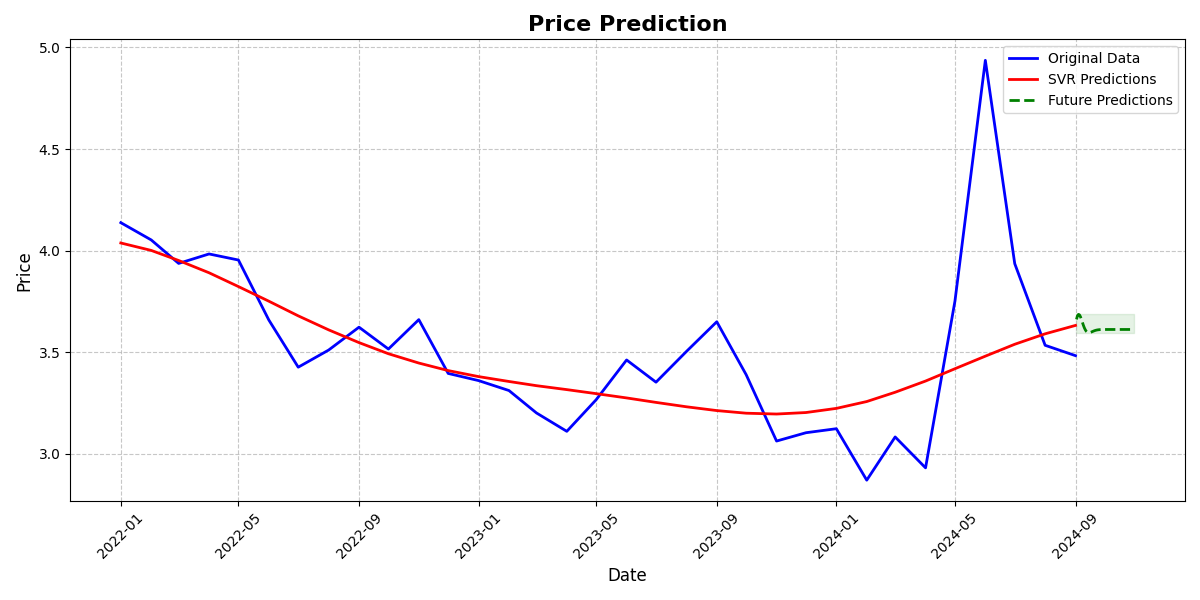 Price Prediction
5.0
4.5
4.0
3.5
3.0
Price
Original Data
SVR Predictions
Future Predictions
2022-01
2022-05
2022-09
2023-01
2023-05
2023-09
2024-01
2024-05
2024-09
Date